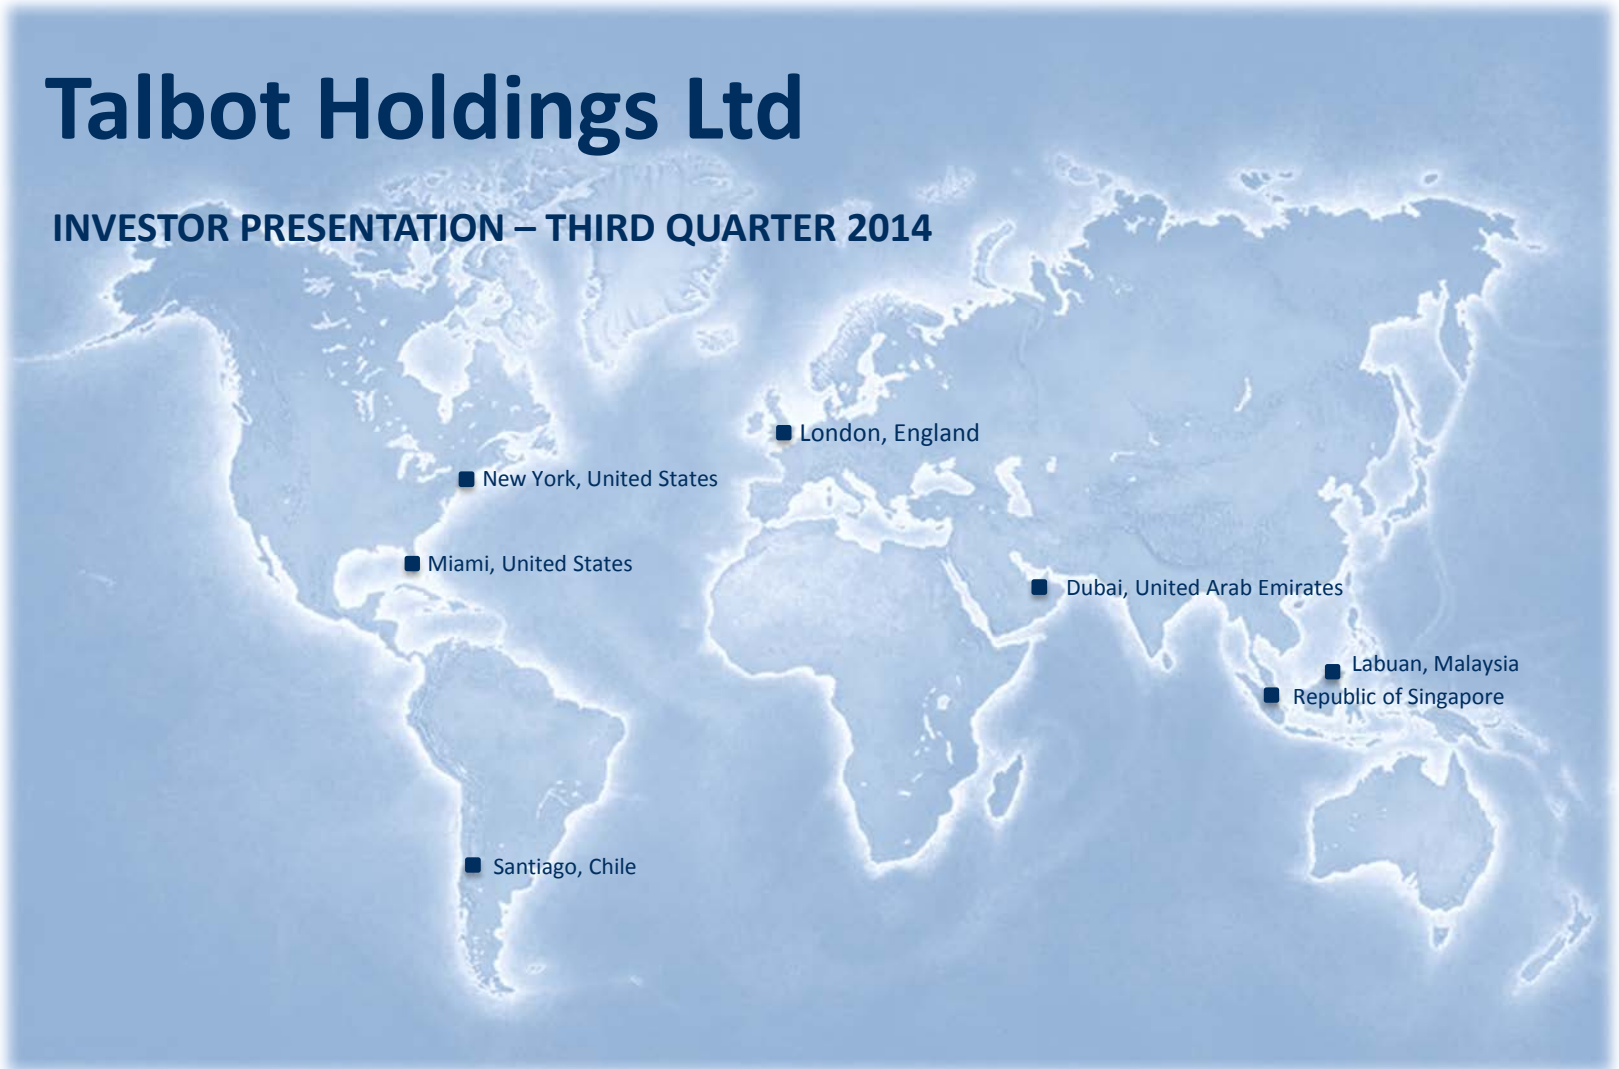 Talbot Holdings Ltd
INVESTOR PRESENTATION – THIRD QUARTER 2014
London, England
New York, United States
Miami, United States
Dubai, United Arab Emirates
Labuan, Malaysia
Republic of Singapore
Santiago, Chile